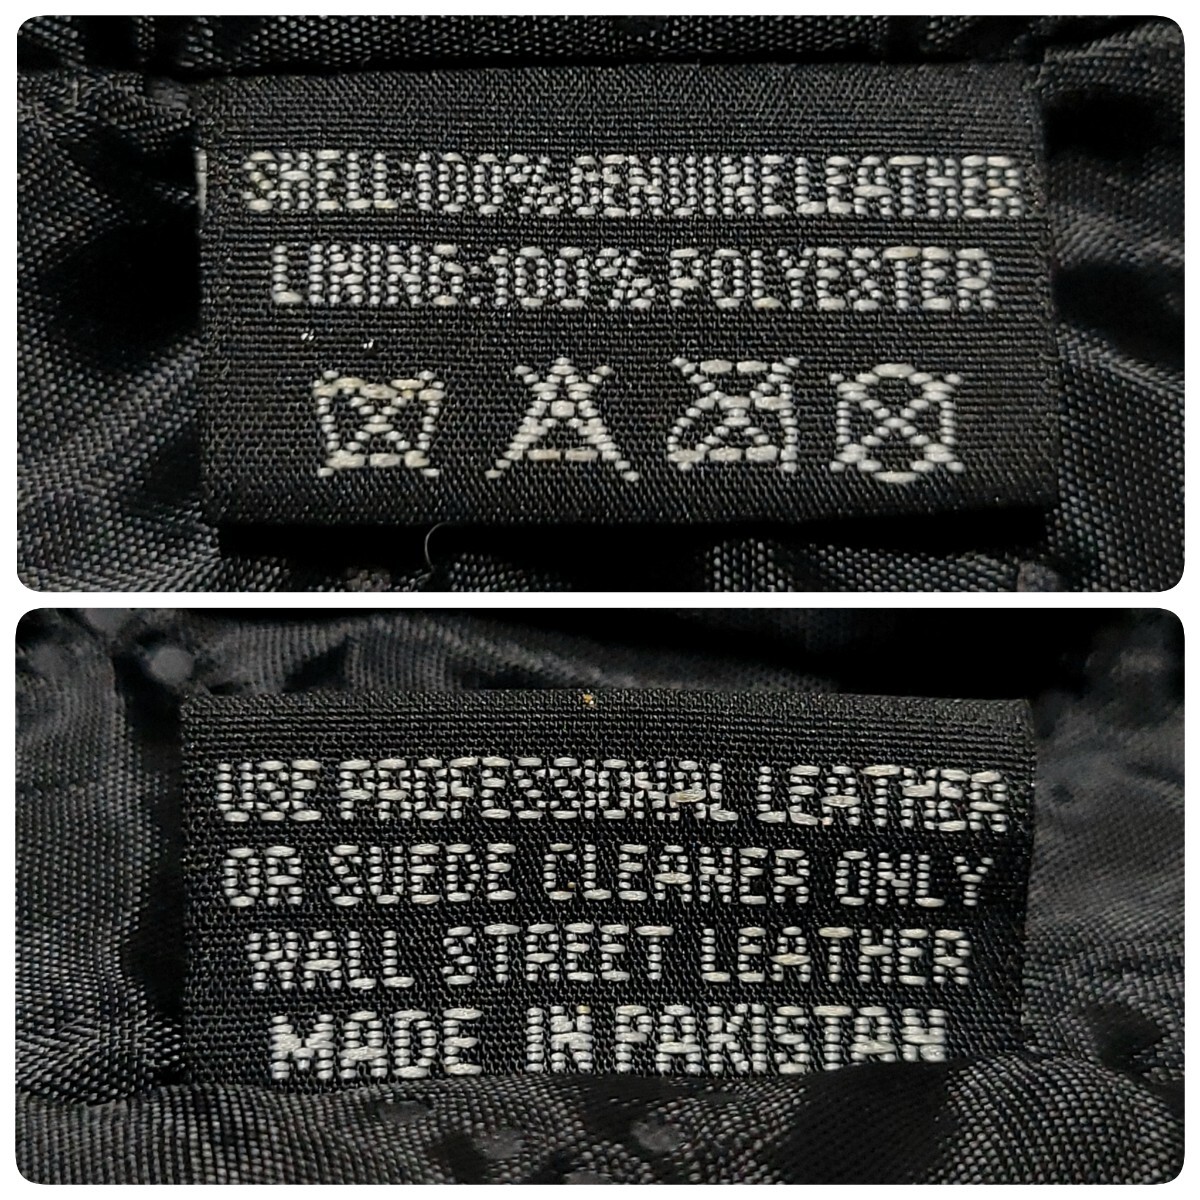 SHELL:100% GENUINE LEATHER
LINING:100% POLYESTER
USE PROFESSIONAL LEATHER
OR SUEDE CLEANER ONLY
WALL STREET LEATHER
MADE IN PAKISTAN